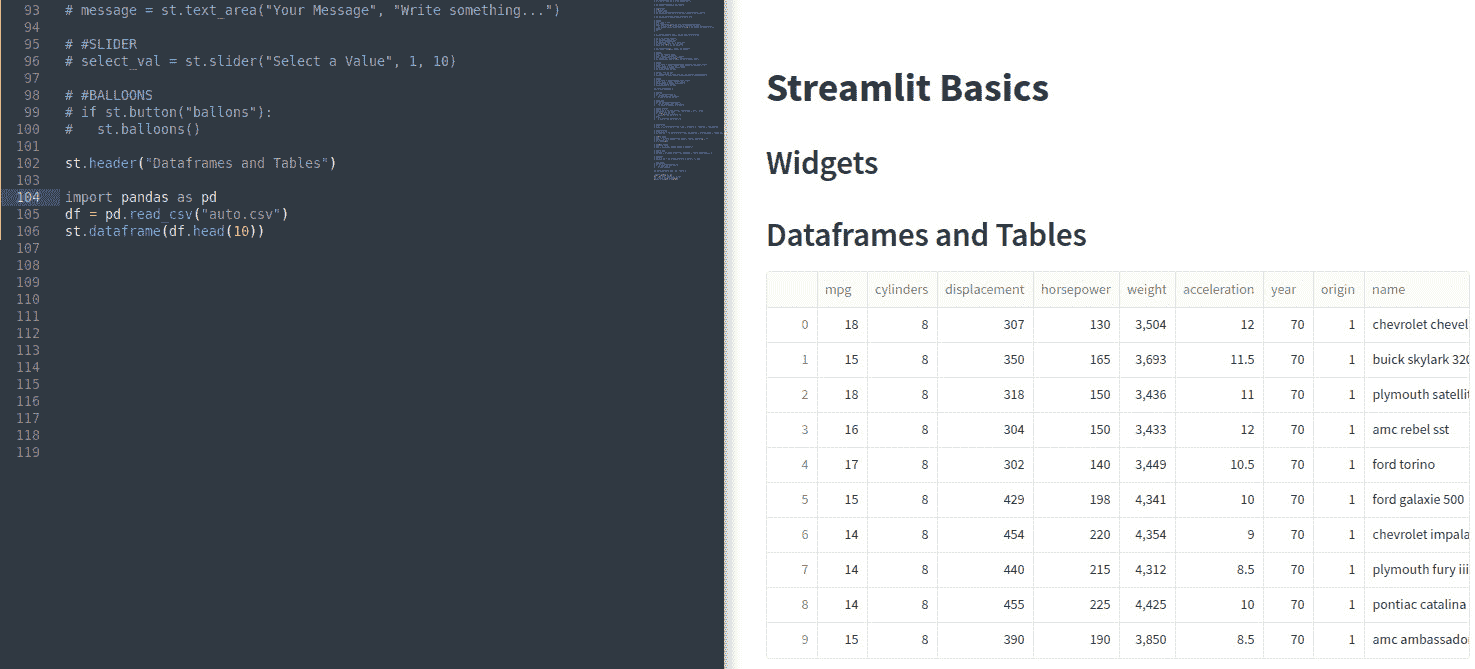 93 # message = st.text_area("Your Message", "Write something...")
94
95 # #SLIDER
96 # select_val = st.slider("Select a Value", 1, 10)
97
98 # #BALLOONS
99 # if st.button("ballons"):
100 #   st.balloons()
101
102 st.header("Dataframes and Tables")
103
104 import pandas as pd
105 df = pd.read_csv("auto.csv")
106 st.dataframe(df.head(10))
107
108
109
110
111
112
113
114
115
116
117
118
119
Streamlit Basics
Widgets
Dataframes and Tables
mpg cylinders displacement horsepower weight acceleration year origin name
0 18 8 307 130 3,504 12 70 1 chevrolet chevel
1 15 8 350 165 3,693 11.5 70 1 buick skylark 320
2 18 8 318 150 3,436 11 70 1 plymouth satellit
3 16 8 304 150 3,433 12 70 1 amc rebel sst
4 17 8 302 140 3,449 10.5 70 1 ford torino
5 15 8 429 198 4,341 10 70 1 ford galaxie 500
6 14 8 454 220 4,354 9 70 1 chevrolet impala
7 14 8 440 215 4,312 8.5 70 1 plymouth fury iii
8 14 8 455 225 4,425 10 70 1 pontiac catalina
9 15 8 390 190 3,850 8.5 70 1 amc ambassado